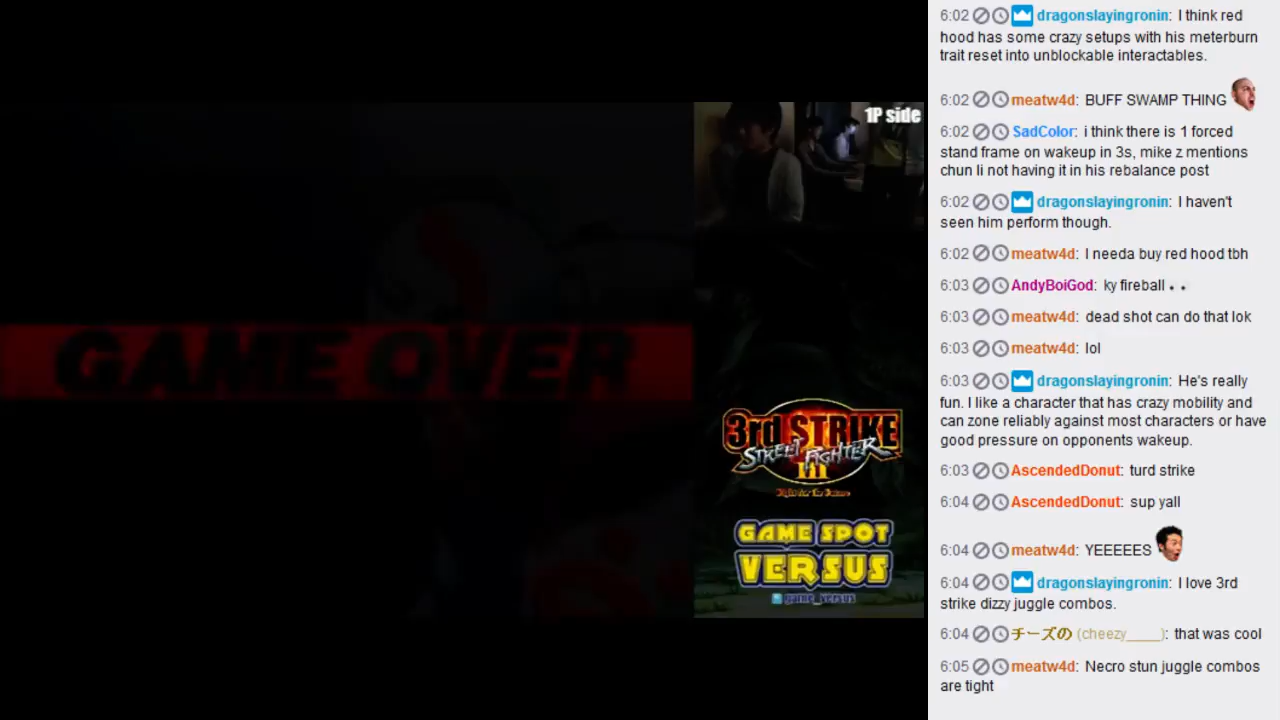 GAME OVER
1P side
3rd STRIKE
STREET FIGHTER
III
GAME SPOT
VERSUS
game_versus
6:02 dragonslayingronin: I think red
hood has some crazy setups with his meterburn
trait reset into unblockable interactables.
6:02 meatw4d: BUFF SWAMP THING
6:02 SadColor: i think there is 1 forced
stand frame on wakeup in 3s, mike z mentions
chun li not having it in his rebalance post
6:02 dragonslayingronin: I haven't
seen him perform though.
6:02 meatw4d: I needa buy red hood tbh
6:03 AndyBoiGod: ky fireball . .
6:03 meatw4d: dead shot can do that lok
6:03 meatw4d: lol
6:03 dragonslayingronin: He's really
fun. I like a character that has crazy mobility and
can zone reliably against most characters or have
good pressure on opponents wakeup.
6:03 AscendedDonut: turd strike
6:04 AscendedDonut: sup yall
6:04 meatw4d: YEEEEES
6:04 dragonslayingronin: I love 3rd
strike dizzy juggle combos.
6:04 チーズの (cheezy____): that was cool
6:05 meatw4d: Necro stun juggle combos
are tight